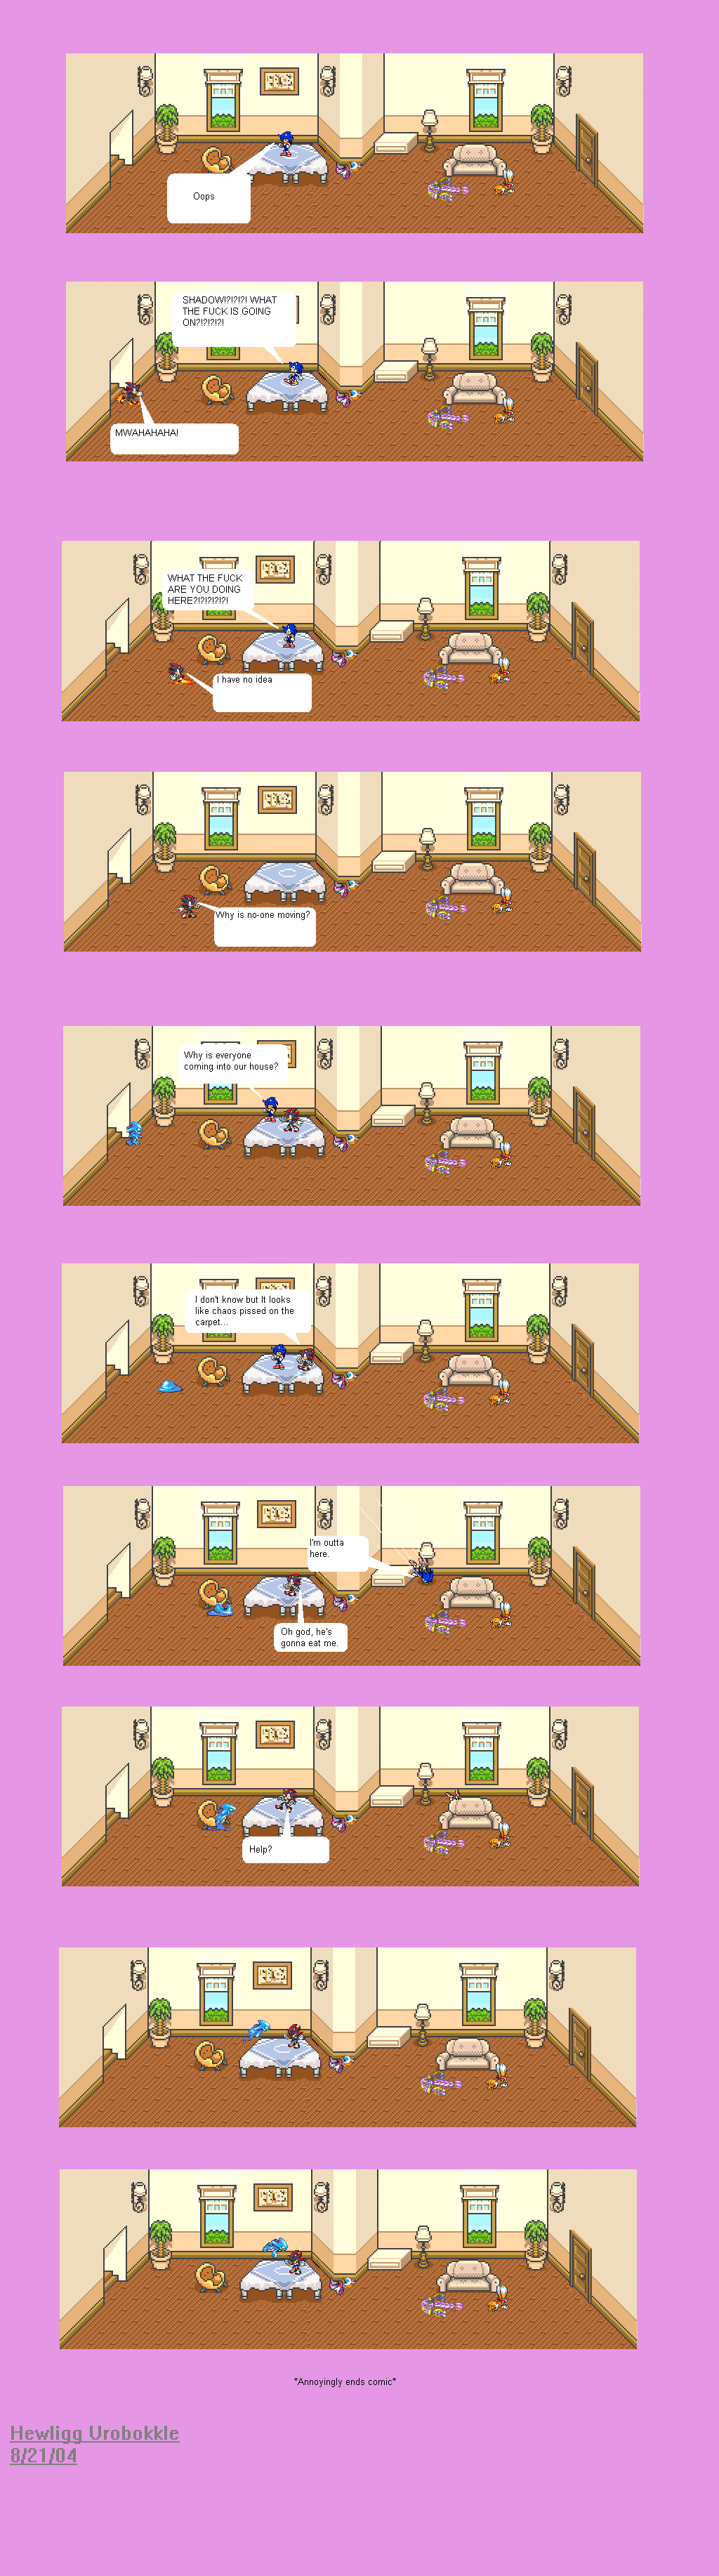 Oops
SHADOW!?!?!?! WHAT
THE FUCK IS GOING
ON?!?!?!?!
MWAHAHAHA!
WHAT THE FUCK
ARE YOU DOING
HERE?!?!?!?!?!
I have no idea
Why is no-one moving?
Why is everyone
coming into our house?
I don't know but It looks
like chaos pissed on the
carpet...
I'm outta
here.
Oh god, he's
gonna eat me.
Help?
*Annoyingly ends comic*
Hewligg Urobokkle
8/21/04